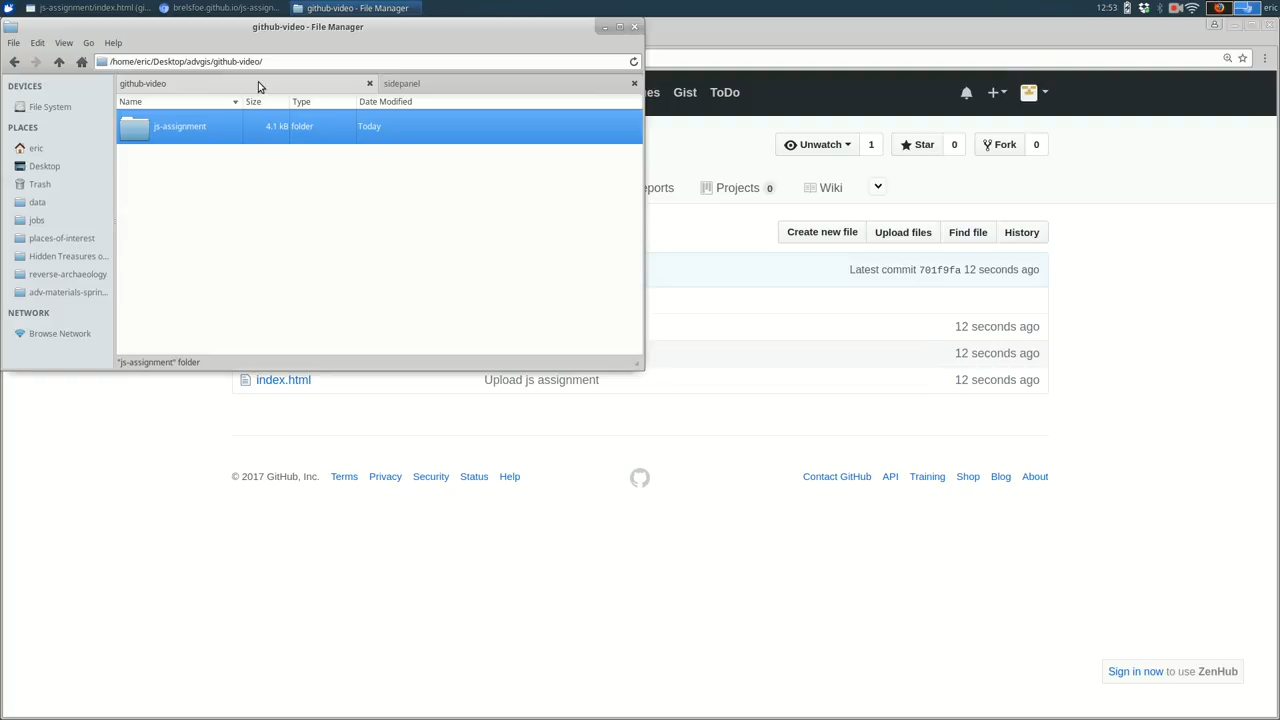 js-assignment/index.html (gi...
brelsfoe.github.io/js-assign...
github-video - File Manager
12:53
eric
github-video - File Manager
File Edit View Go Help
/home/eric/Desktop/advgis/github-video/
DEVICES
File System
PLACES
eric
Desktop
Trash
data
jobs
places-of-interest
Hidden Treasures o...
reverse-archaeology
adv-materials-sprin...
NETWORK
Browse Network
github-video
sidepanel
Name Size Type Date Modified
js-assignment 4.1 kB folder Today
"js-assignment" folder
ues Gist ToDo
Unwatch 1
Star 0
Fork 0
ports
Projects 0
Wiki
Create new file Upload files Find file History
Latest commit 701f9fa 12 seconds ago
12 seconds ago
12 seconds ago
index.html Upload js assignment 12 seconds ago
© 2017 GitHub, Inc. Terms Privacy Security Status Help
Contact GitHub API Training Shop Blog About
Sign in now to use ZenHub